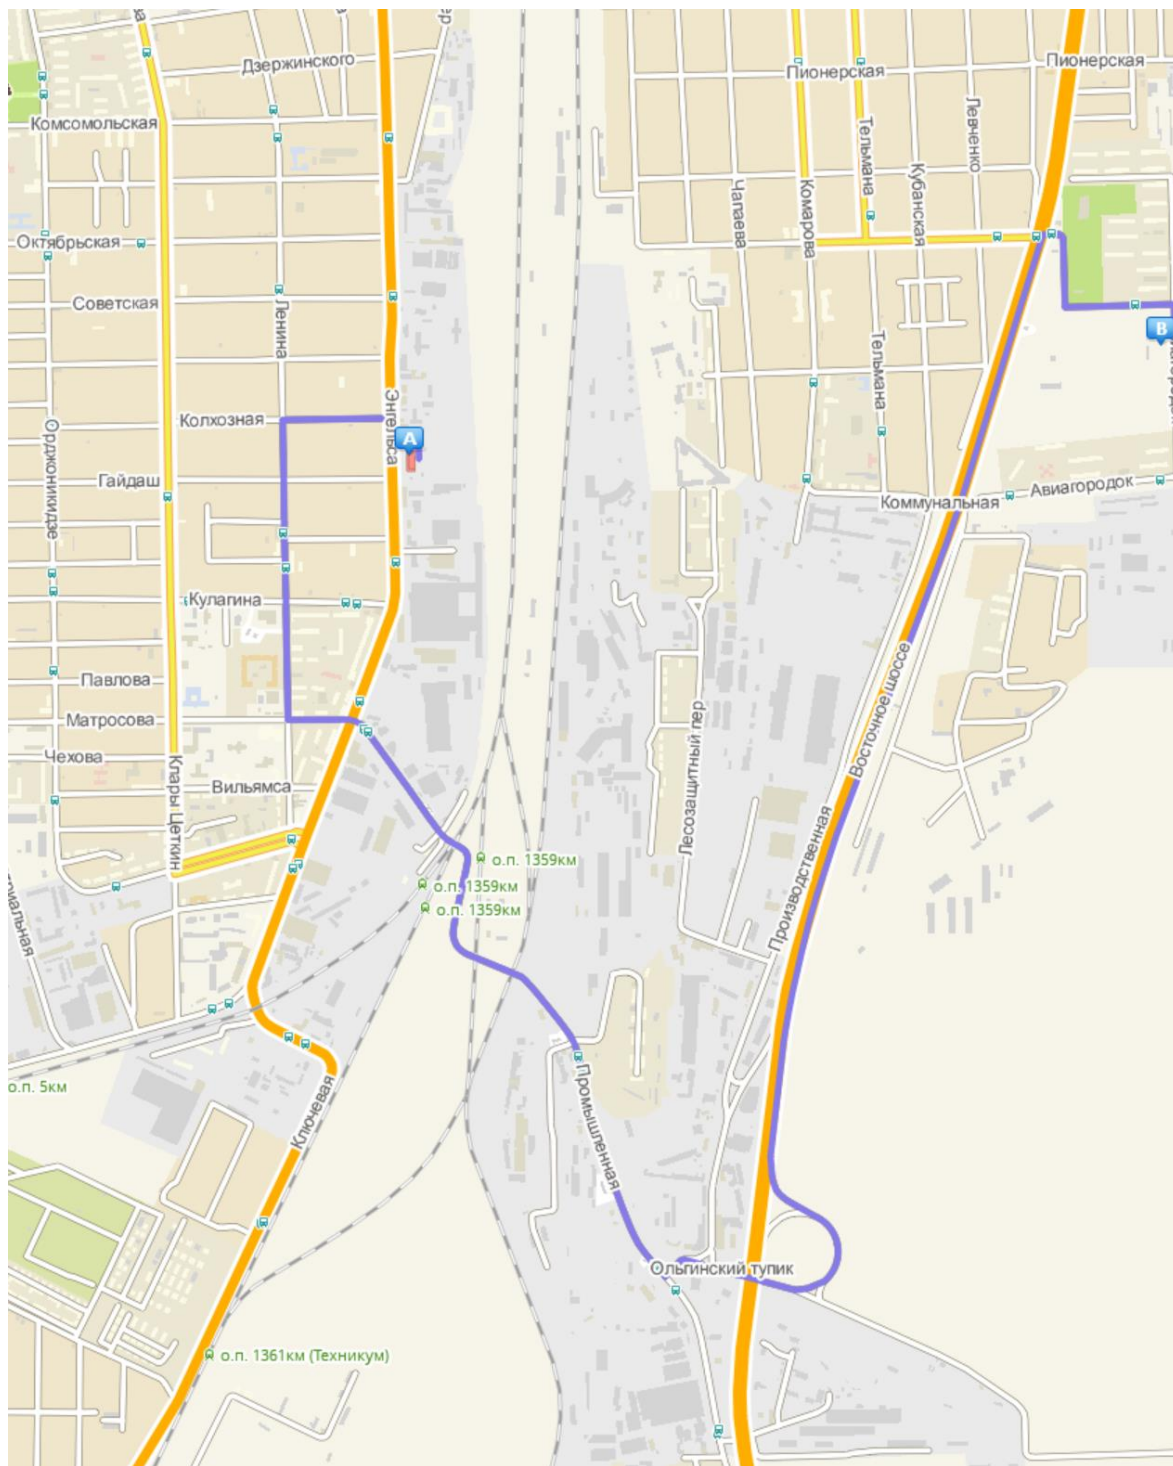 Дзержинского
Пионерская
Пионерская
Комсомольская
Левченко
Тельмана
Кубанская
Чапаева
Комарова
Октябрьская
Советская
Ленина
В
Тельмана
Энгельса
Колхозная
А
Орджоникидзе
Гайдаш
Авиагородок
Коммунальная
Кулагина
Павлова
Матросова
Чехова
Вильямса
Клары Цеткин
Лесозащитный пер
Восточное шоссе
Производственная
о.п. 1359км
о.п. 1359км
о.п. 1359км
о.п. 5км
Ключевая
Промышленная
Ольгинский тупик
о.п. 1361км (Техникум)